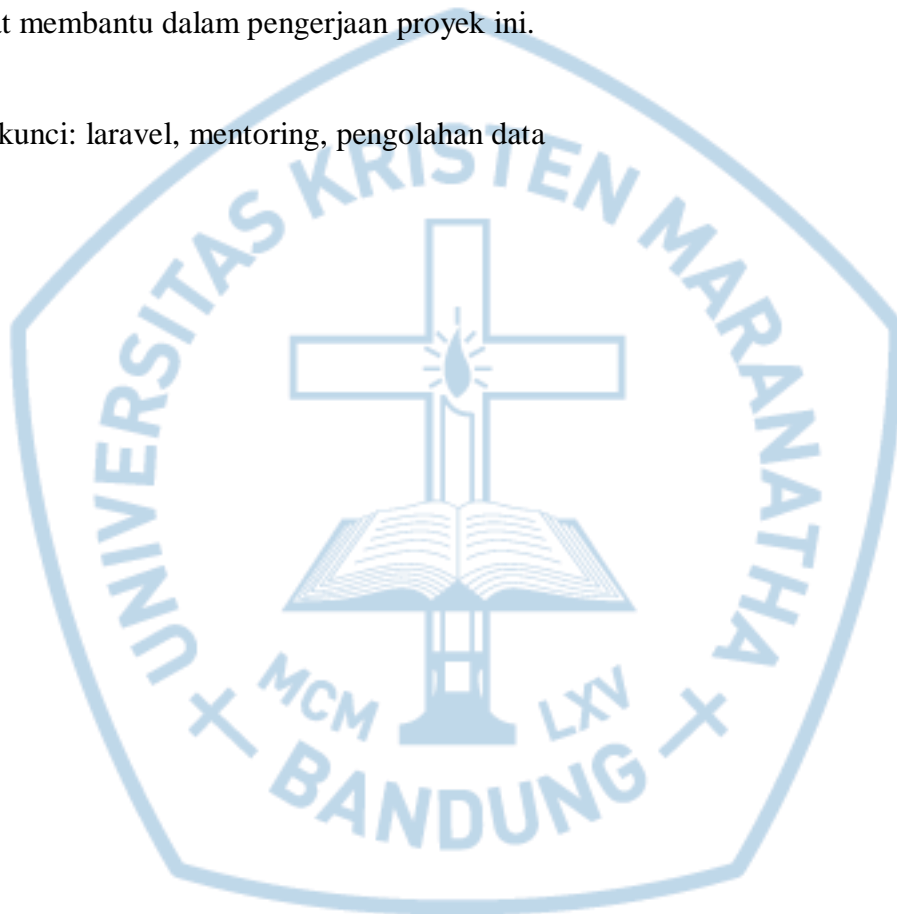 membantu dalam pengerjaan proyek ini.
kunci: laravel, mentoring, pengolahan data
UNIVERSITAS KRISTEN MARANATHA
MCM LXV
BANDUNG